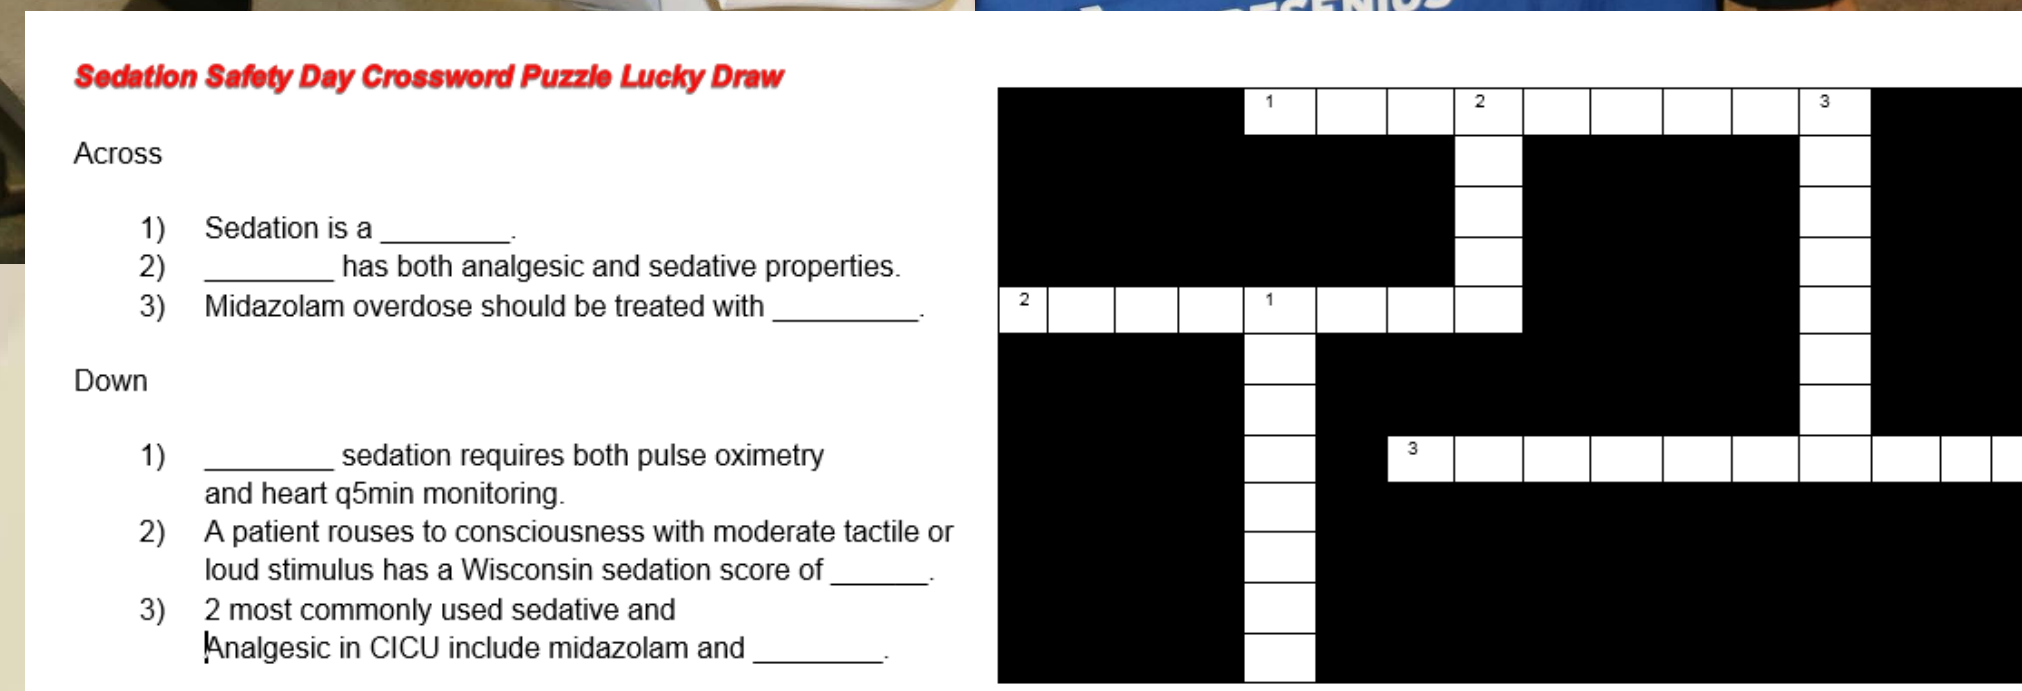 Sedation Safety Day Crossword Puzzle Lucky Draw
Across
1) Sedation is a ________.
2) ________ has both analgesic and sedative properties.
3) Midazolam overdose should be treated with _________.
Down
1) ________ sedation requires both pulse oximetry
and heart q5min monitoring.
2) A patient rouses to consciousness with moderate tactile or
loud stimulus has a Wisconsin sedation score of ______.
3) 2 most commonly used sedative and
Analgesic in CICU include midazolam and ________.
1 2 3
2 1
3